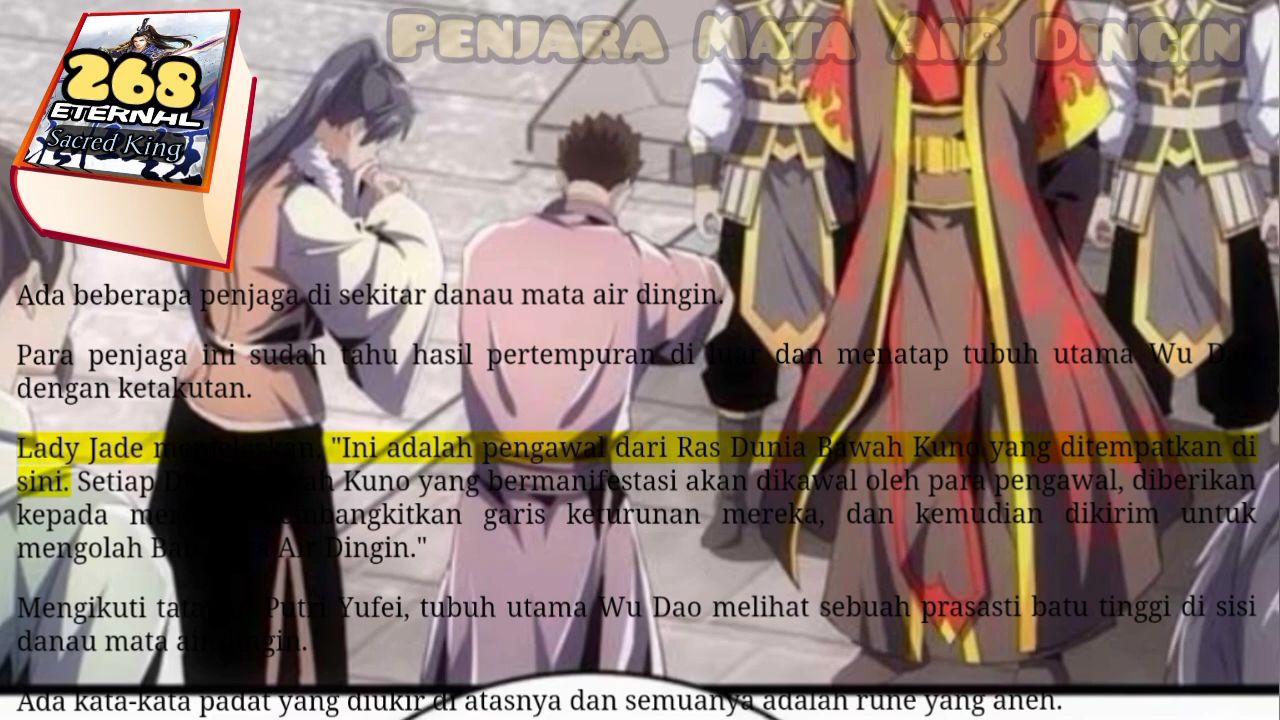 Penjara Mata Air Dingin
268
ETERNAL
Sacred King
Ada beberapa penjaga di sekitar danau mata air dingin.
Para penjaga ini sudah tahu hasil pertempuran di luar dan menatap tubuh utama Wu Dao
dengan ketakutan.
Lady Jade menjelaskan, "Ini adalah pengawal dari Ras Dunia Bawah Kuno yang ditempatkan di
sini. Setiap Dunia Bawah Kuno yang bermanifestasi akan dikawal oleh para pengawal, diberikan
kepada membangkitkan garis keturunan mereka, dan kemudian dikirim untuk
mengolah Air Dingin."
Mengikuti tatapan Putri Yufei, tubuh utama Wu Dao melihat sebuah prasasti batu tinggi di sisi
danau mata air dingin.
Ada kata-kata padat yang diukir di atasnya dan semuanya adalah rune yang aneh.